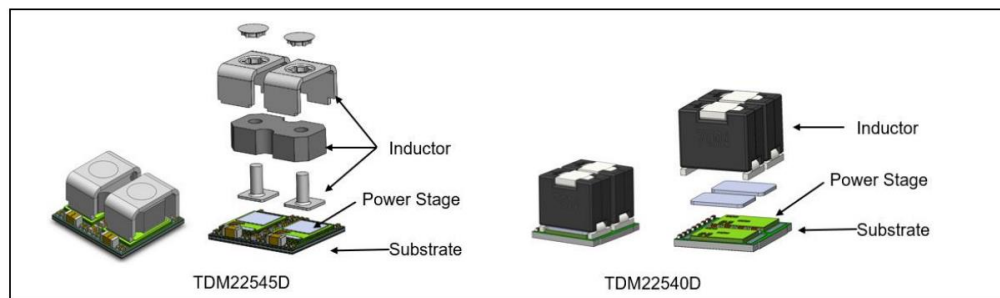 Inductor
Power Stage
Substrate
TDM22545D
Inductor
Power Stage
Substrate
TDM22540D